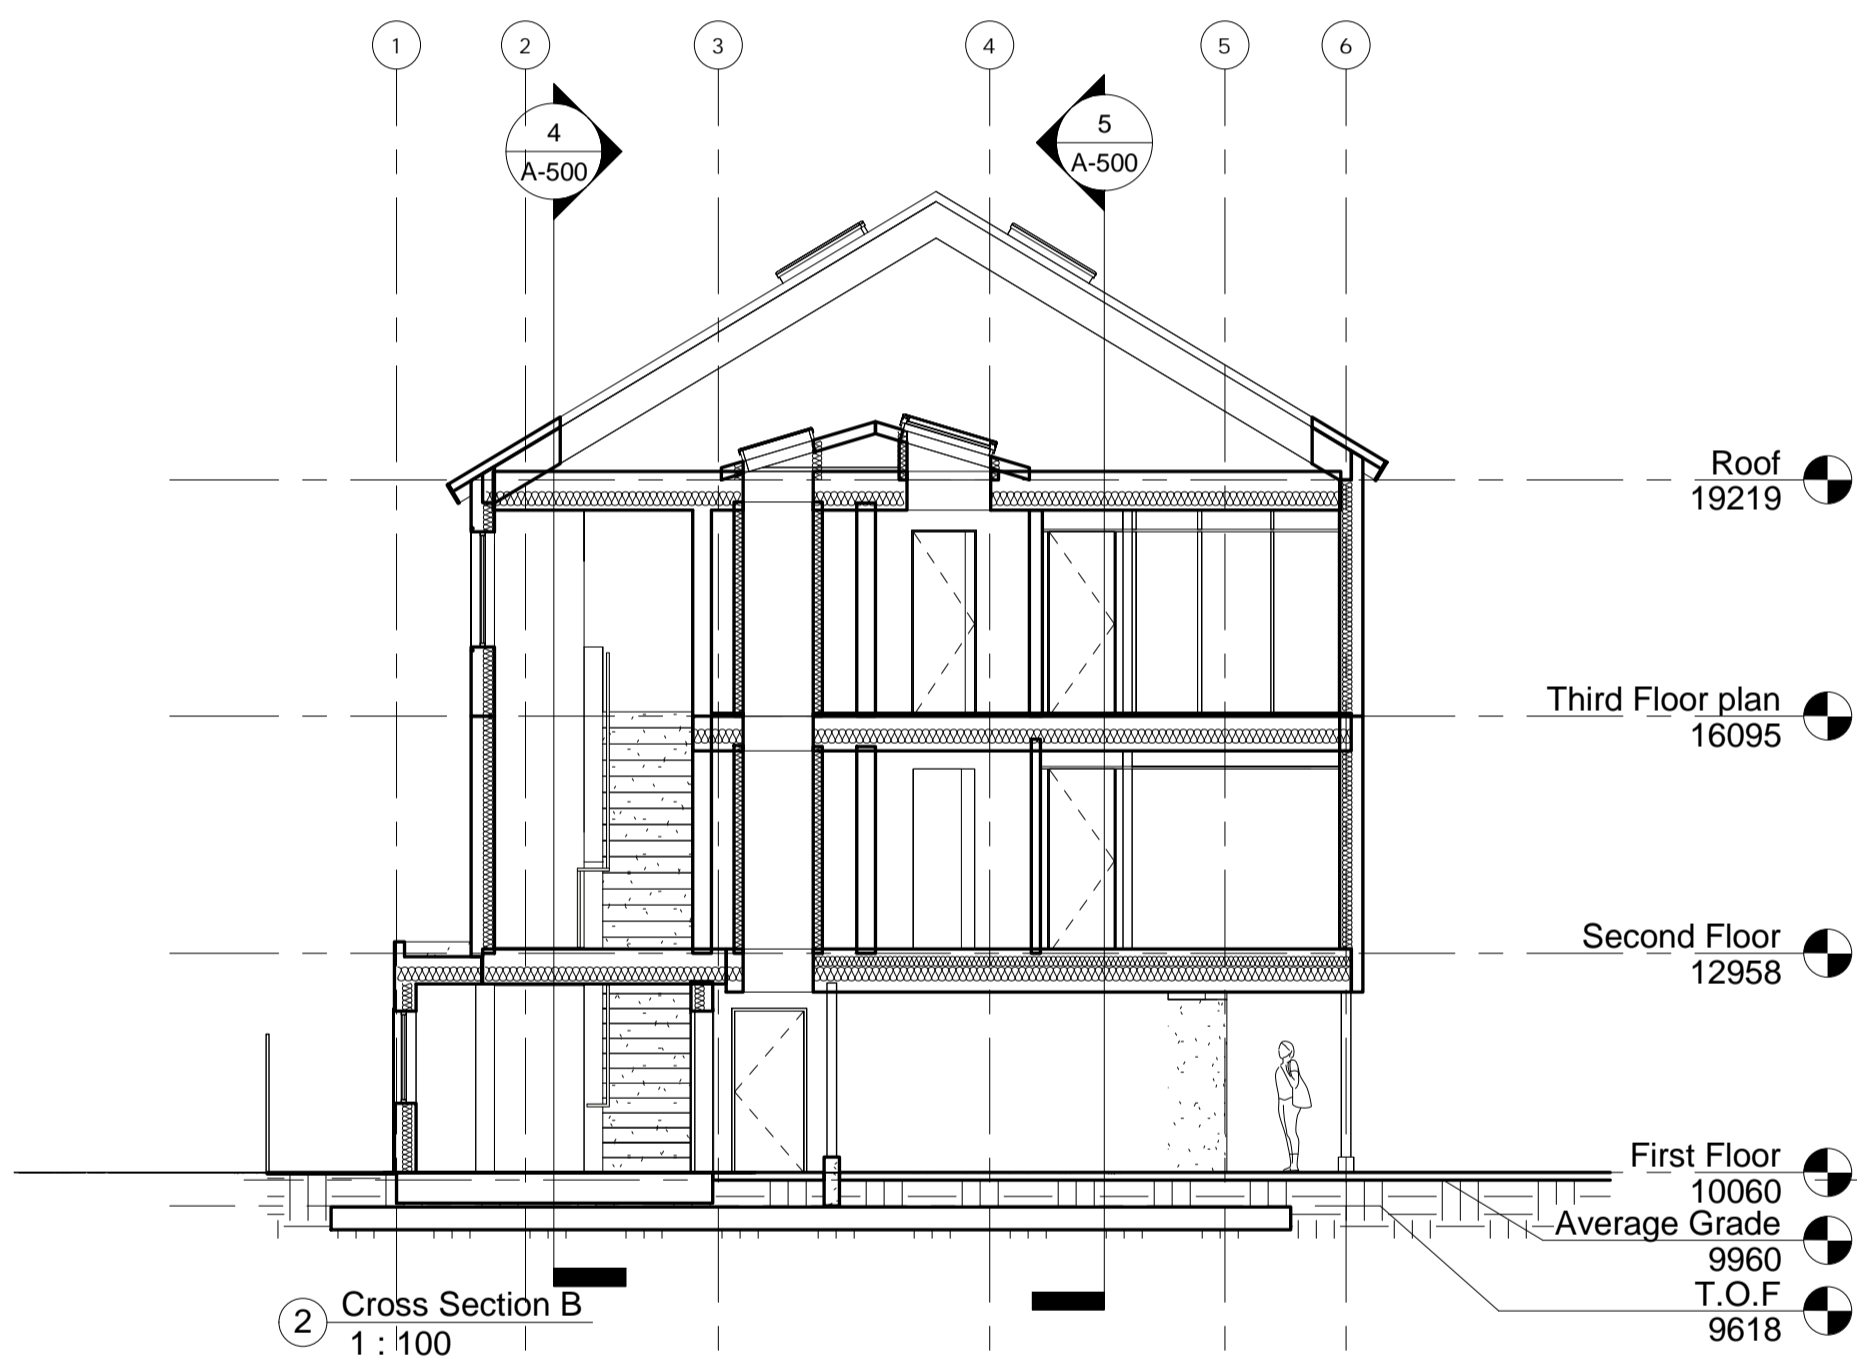 1
2
3
4
5
6
4
A-500
5
A-500
Roof
19219
Third Floor plan
16095
Second Floor
12958
First Floor
10060
Average Grade
9960
T.O.F
9618
2
Cross Section B
1 : 100